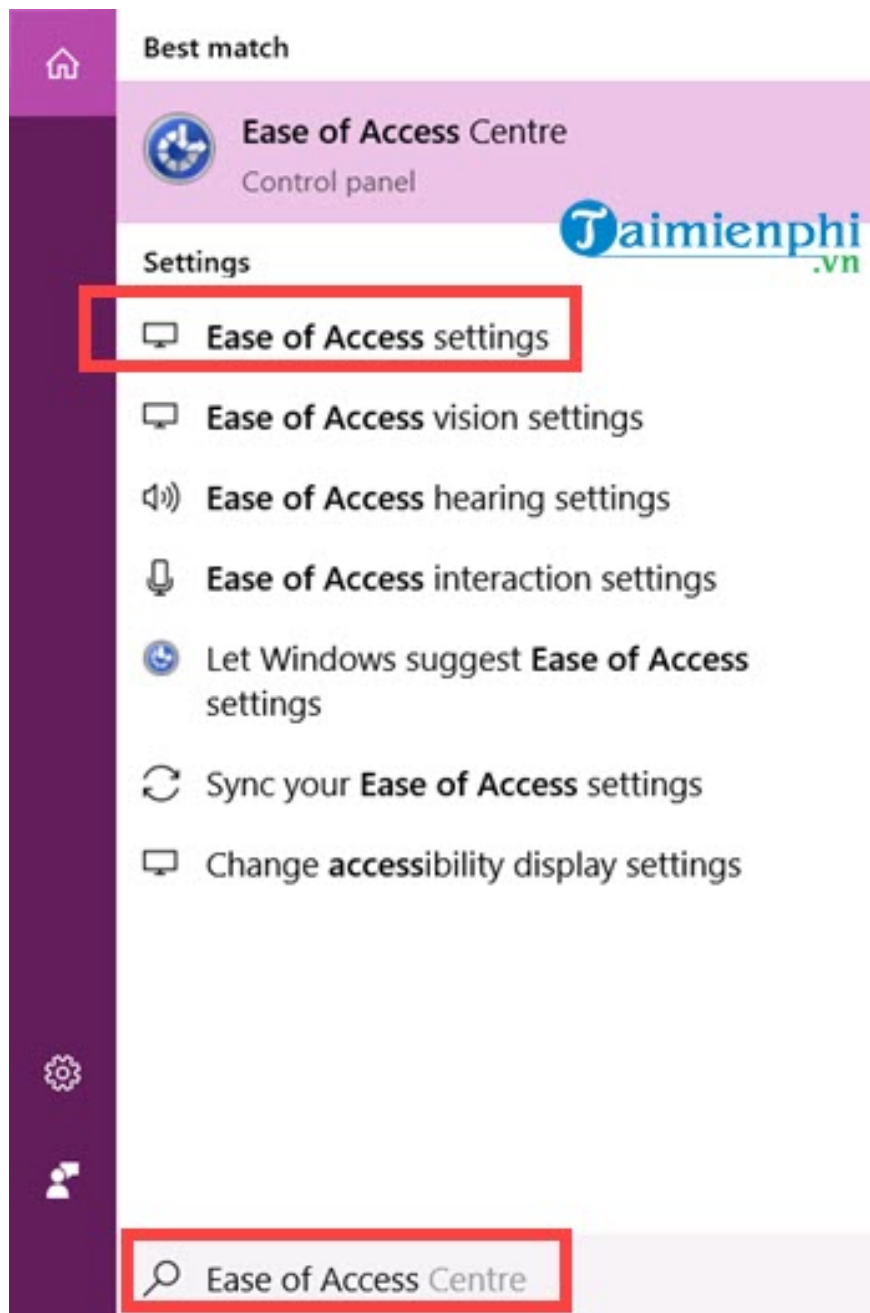 Best match
Ease of Access Centre
Control panel
Taimienphi
.vn
Settings
Ease of Access settings
Ease of Access vision settings
Ease of Access hearing settings
Ease of Access interaction settings
Let Windows suggest Ease of Access
settings
Sync your Ease of Access settings
Change accessibility display settings
Ease of Access Centre